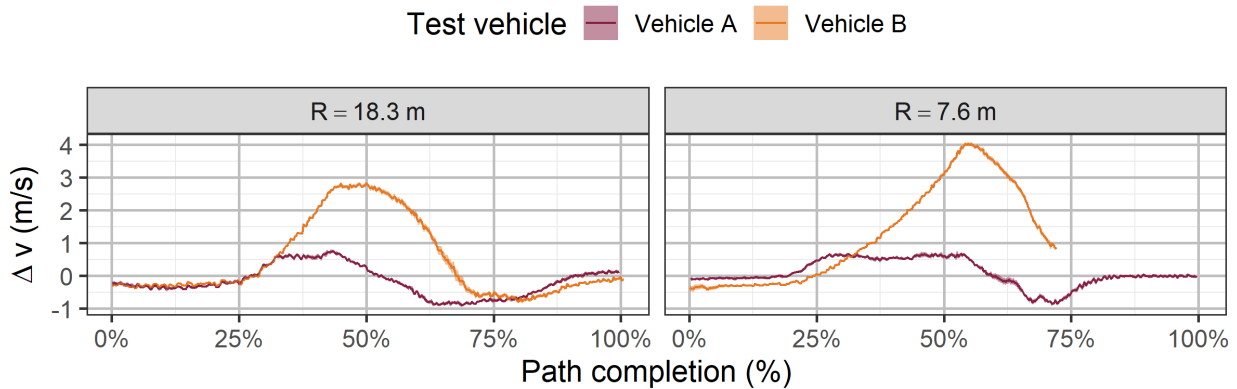 Test vehicle Vehicle A Vehicle B
R = 18.3 m R = 7.6 m
Δ v (m/s)
4
3
2
1
0
-1
0% 25% 50% 75% 100% 0% 25% 50% 75% 100%
Path completion (%)